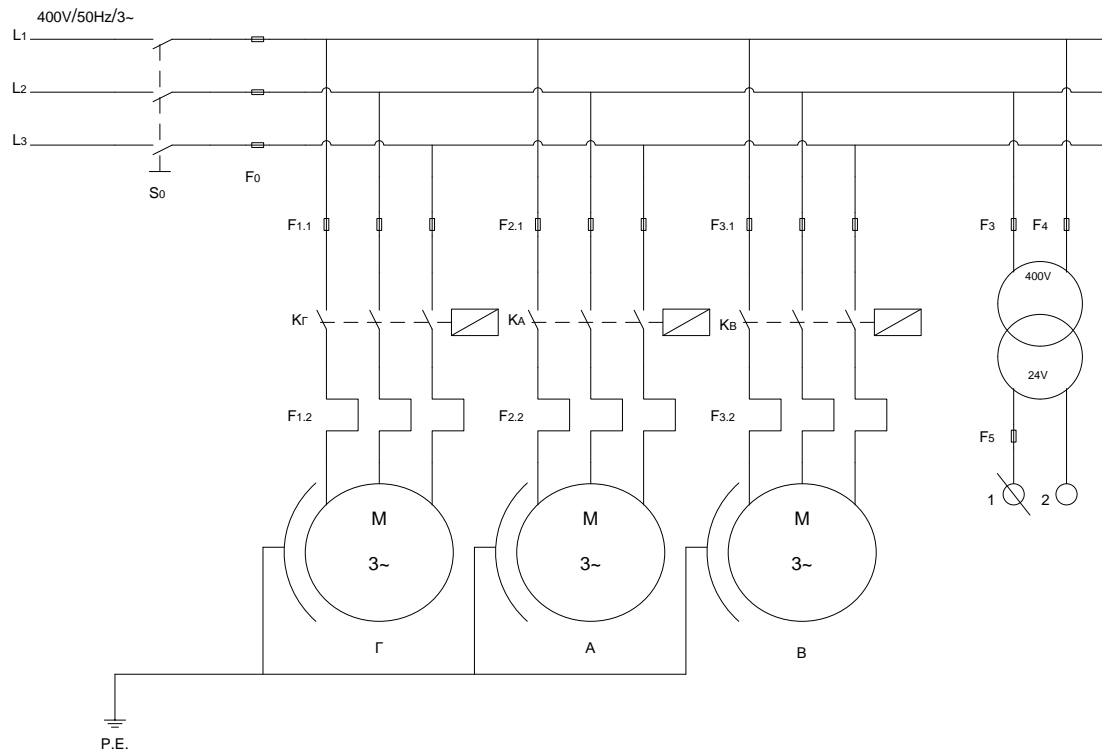 400V/50Hz/3~
L1
L2
L3
S0
F0
F1.1
F2.1
F3.1
F3
F4
400V
KΓ
KA
KB
24V
F1.2
F2.2
F3.2
F5
1
2
M
3~
M
3~
M
3~
Γ
A
B
P.E.